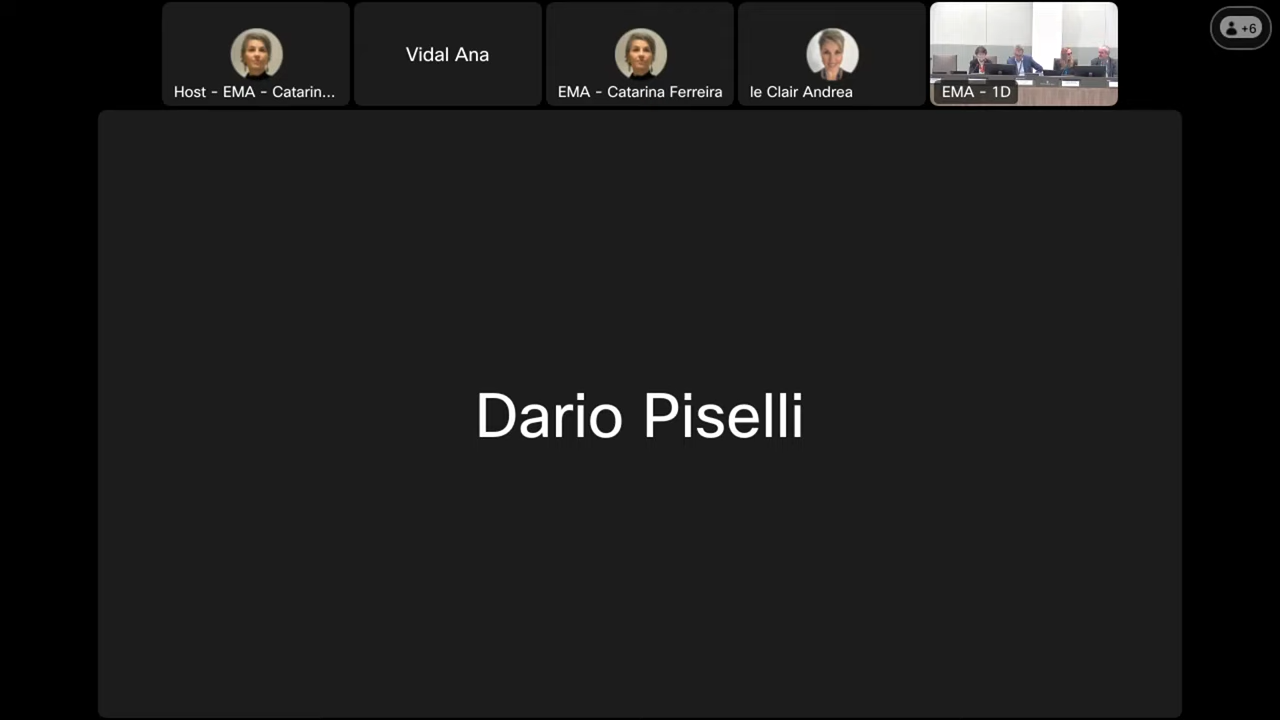 Host - EMA - Catarin...
Vidal Ana
EMA - Catarina Ferreira
le Clair Andrea
EMA - 1D
+6
Dario Piselli